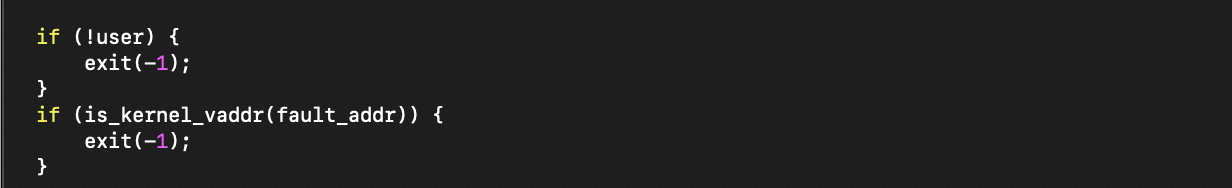 if (!user) {
    exit(-1);
}
if (is_kernel_vaddr(fault_addr)) {
    exit(-1);
}